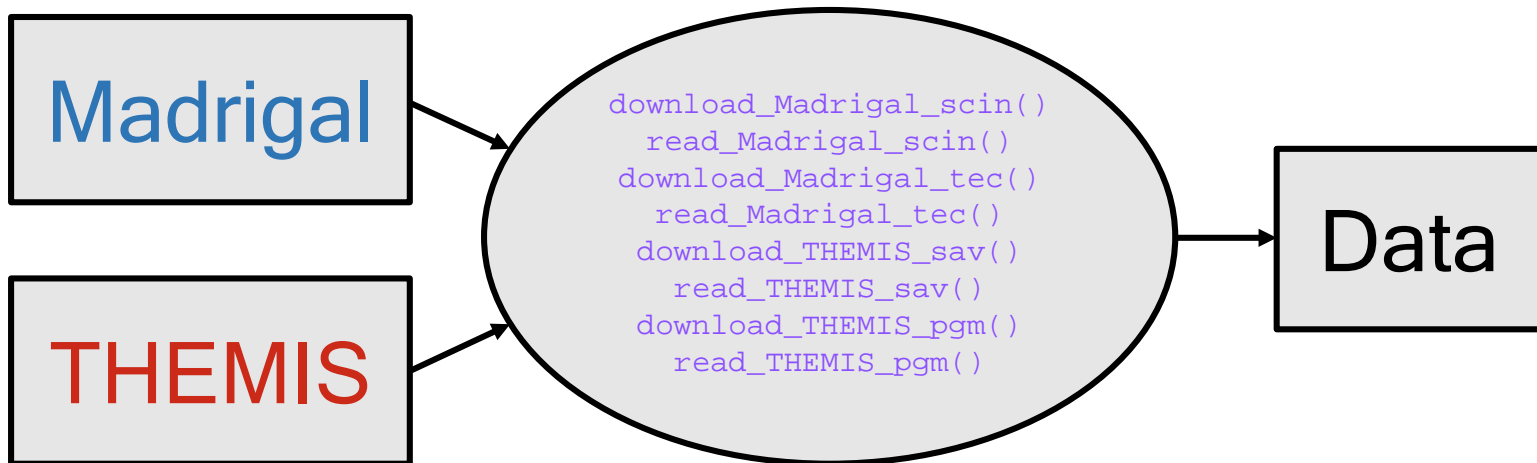 Madrigal
THEMIS
download_Madrigal_scin()
read_Madrigal_scin()
download_Madrigal_tec()
read_Madrigal_tec()
download_THEMIS_sav()
read_THEMIS_sav()
download_THEMIS_pgm()
read_THEMIS_pgm()
Data